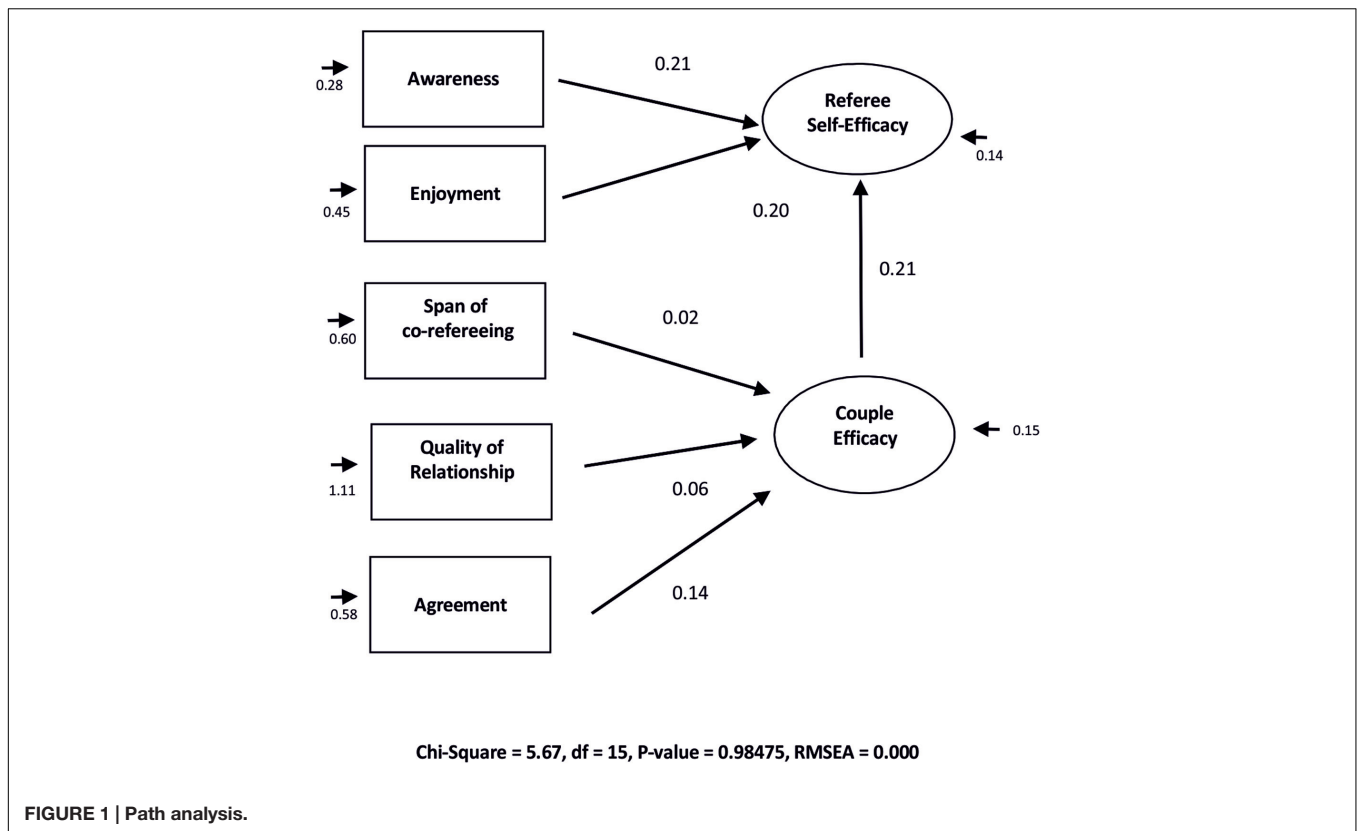 0.28
Awareness
0.21
Referee
Self-Efficacy
0.14
0.45
Enjoyment
0.20
0.21
0.60
Span of
co-refereeing
0.02
Couple
Efficacy
0.15
1.11
Quality of
Relationship
0.06
0.58
Agreement
0.14
Chi-Square = 5.67, df = 15, P-value = 0.98475, RMSEA = 0.000
FIGURE 1 | Path analysis.